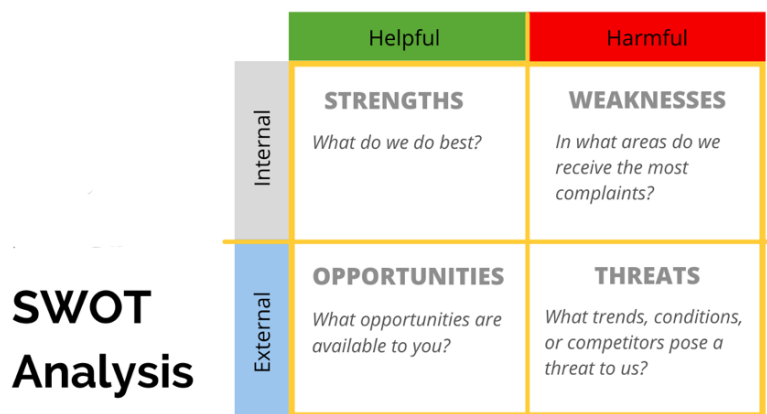 Helpful
Harmful
Internal
STRENGTHS
What do we do best?
WEAKNESSES
In what areas do we
receive the most
complaints?
SWOT
Analysis
External
OPPORTUNITIES
What opportunities are
available to you?
THREATS
What trends, conditions,
or competitors pose a
threat to us?